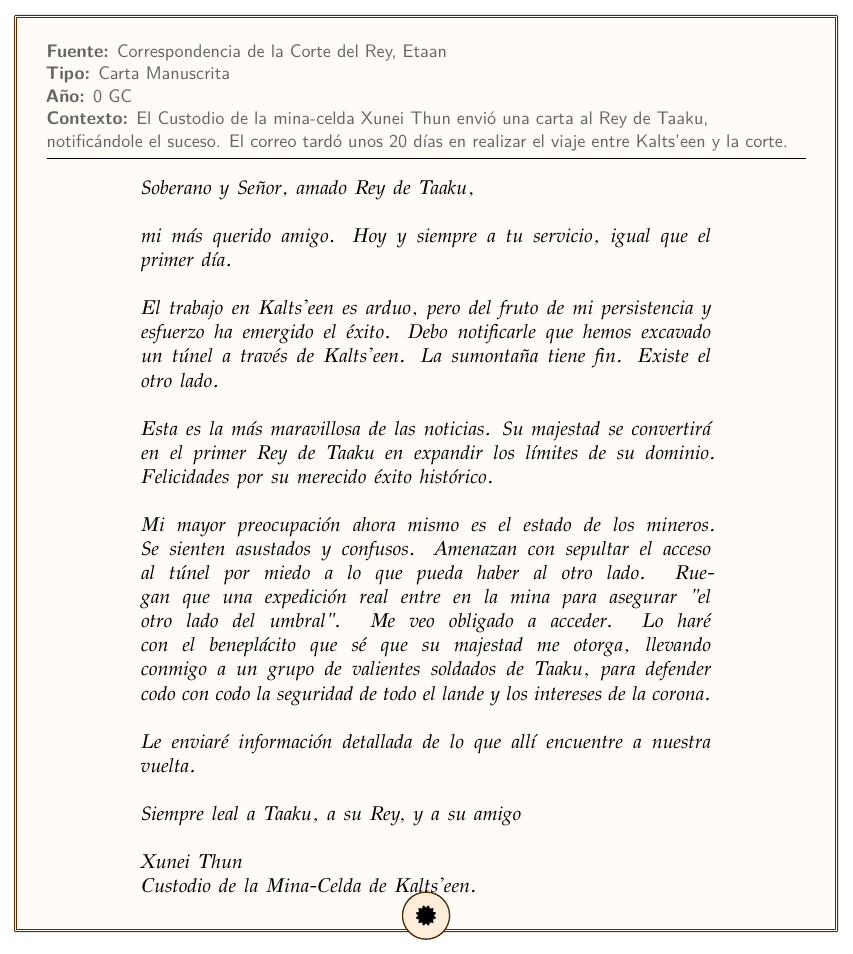 Fuente: Correspondencia de la Corte del Rey, Etaan
Tipo: Carta Manuscrita
Año: 0 GC
Contexto: El Custodio de la mina-celda Xunei Thun envió una carta al Rey de Taaku,
notificándole el suceso. El correo tardó unos 20 días en realizar el viaje entre Kalts'een y la corte.
Soberano y Señor, amado Rey de Taaku,
mi más querido amigo. Hoy y siempre a tu servicio, igual que el
primer día.
El trabajo en Kalts'een es arduo, pero del fruto de mi persistencia y
esfuerzo ha emergido el éxito. Debo notificarle que hemos excavado
un túnel a través de Kalts'een. La sumontaña tiene fin. Existe el
otro lado.
Esta es la más maravillosa de las noticias. Su majestad se convertirá
en el primer Rey de Taaku en expandir los límites de su dominio.
Felicidades por su merecido éxito histórico.
Mi mayor preocupación ahora mismo es el estado de los mineros.
Se sienten asustados y confusos. Amenazan con sepultar el acceso
al túnel por miedo a lo que pueda haber al otro lado. Rue-
gan que una expedición real entre en la mina para asegurar "el
otro lado del umbral". Me veo obligado a acceder. Lo haré
con el beneplácito que sé que su majestad me otorga, llevando
conmigo a un grupo de valientes soldados de Taaku, para defender
codo con codo la seguridad de todo el lande y los intereses de la corona.
Le enviaré información detallada de lo que allí encuentre a nuestra
vuelta.
Siempre leal a Taaku, a su Rey, y a su amigo
Xunei Thun
Custodio de la Mina-Celda de Kalts'een.